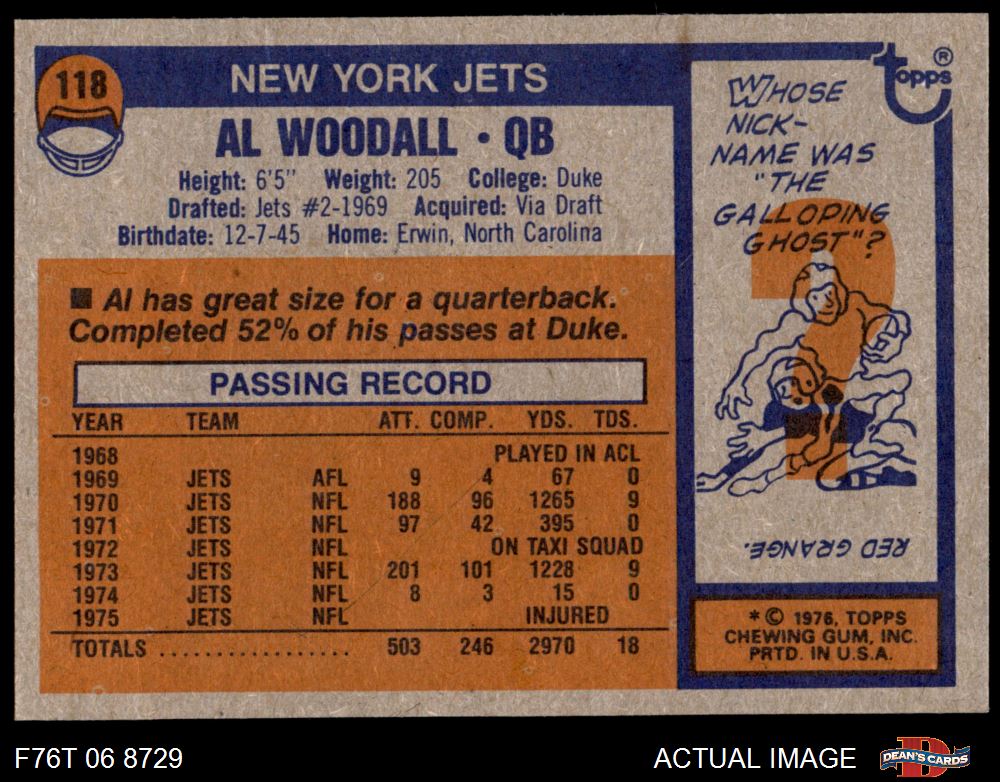 118
NEW YORK JETS
AL WOODALL • QB
Height: 6'5" Weight: 205 College: Duke
Drafted: Jets #2-1969 Acquired: Via Draft
Birthdate: 12-7-45 Home: Erwin, North Carolina
■ Al has great size for a quarterback.
Completed 52% of his passes at Duke.
PASSING RECORD
YEAR TEAM ATT. COMP. YDS. TDS.
1968 PLAYED IN ACL
1969 JETS AFL 9 4 67 0
1970 JETS NFL 188 96 1265 9
1971 JETS NFL 97 42 395 0
1972 JETS NFL ON TAXI SQUAD
1973 JETS NFL 201 101 1228 9
1974 JETS NFL 8 3 15 0
1975 JETS NFL INJURED
TOTALS .................. 503 246 2970 18
topps ®
WHOSE
NICK-
NAME WAS
"THE
GALLOPING
GHOST"?
?
RED GRANGE.
* © 1976, TOPPS
CHEWING GUM, INC.
PRTD. IN U.S.A.
F76T 06 8729
ACTUAL IMAGE
DEAN'S CARDS